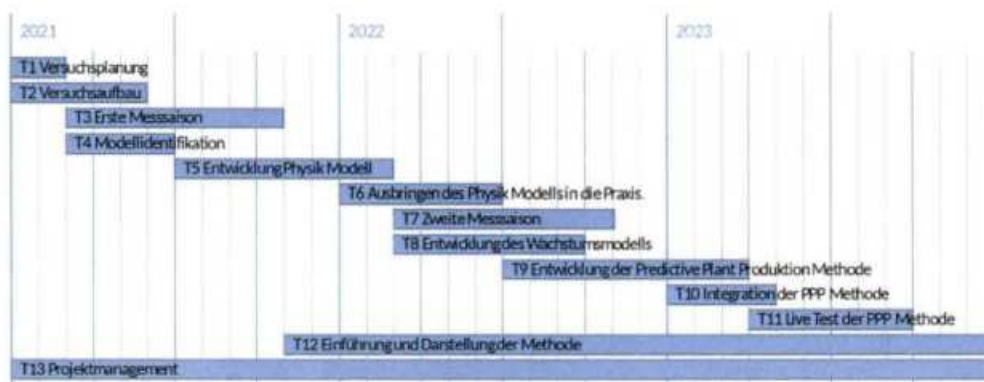 2021 2022 2023
T1 Versuchsplanung
T2 Versuchsaufbau
T3 Erste Messsaison
T4 Modellidentifikation
T5 Entwicklung Physik Modell
T6 Ausbringen des Physik Modells in die Praxis.
T7 Zweite Messsaison
T8 Entwicklung des Wachstumsmodells
T9 Entwicklung der Predictive Plant Produktion Methode
T10 Integration der PPP Methode
T11 Live Test der PPP Methode
T12 Einführung und Darstellung der Methode
T13 Projektmanagement